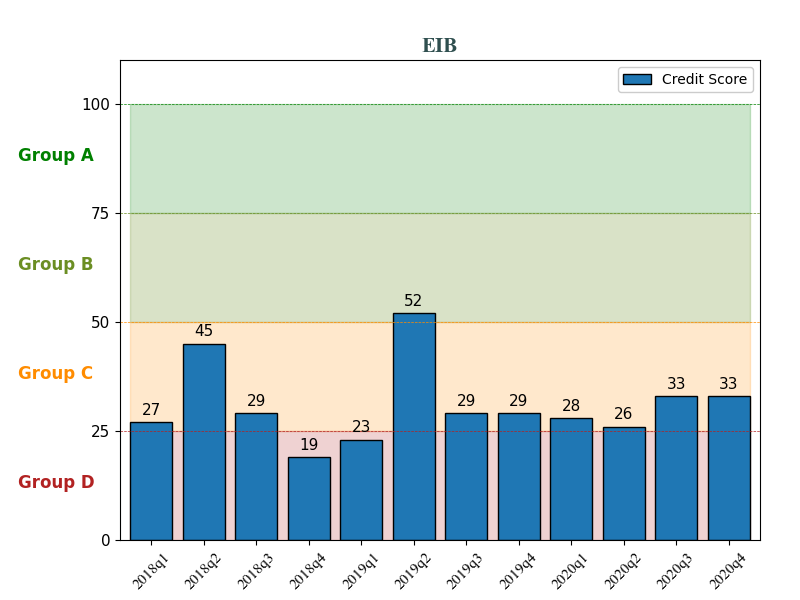 EIB
Credit Score
100
Group A
75
Group B
50
Group C
25
Group D
0
27
45
29
19
23
52
29
29
28
26
33
33
2018q1
2018q2
2018q3
2018q4
2019q1
2019q2
2019q3
2019q4
2020q1
2020q2
2020q3
2020q4